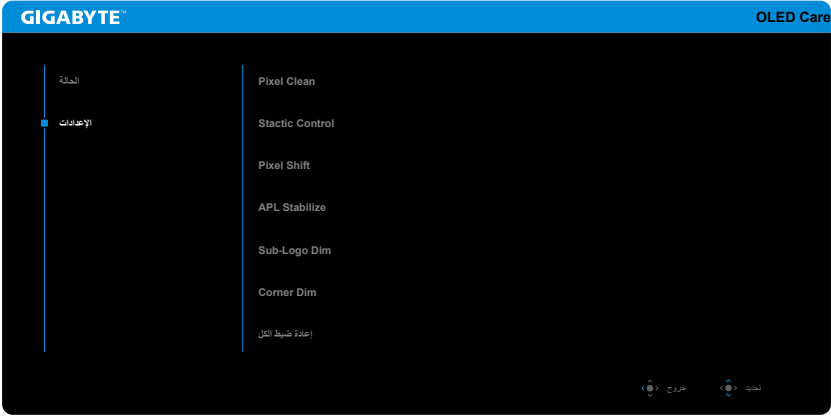 GIGABYTE™
OLED Care
الحالة
الإعدادات
Pixel Clean
Stactic Control
Pixel Shift
APL Stabilize
Sub-Logo Dim
Corner Dim
إعادة ضبط الكل
خروج
تحديد